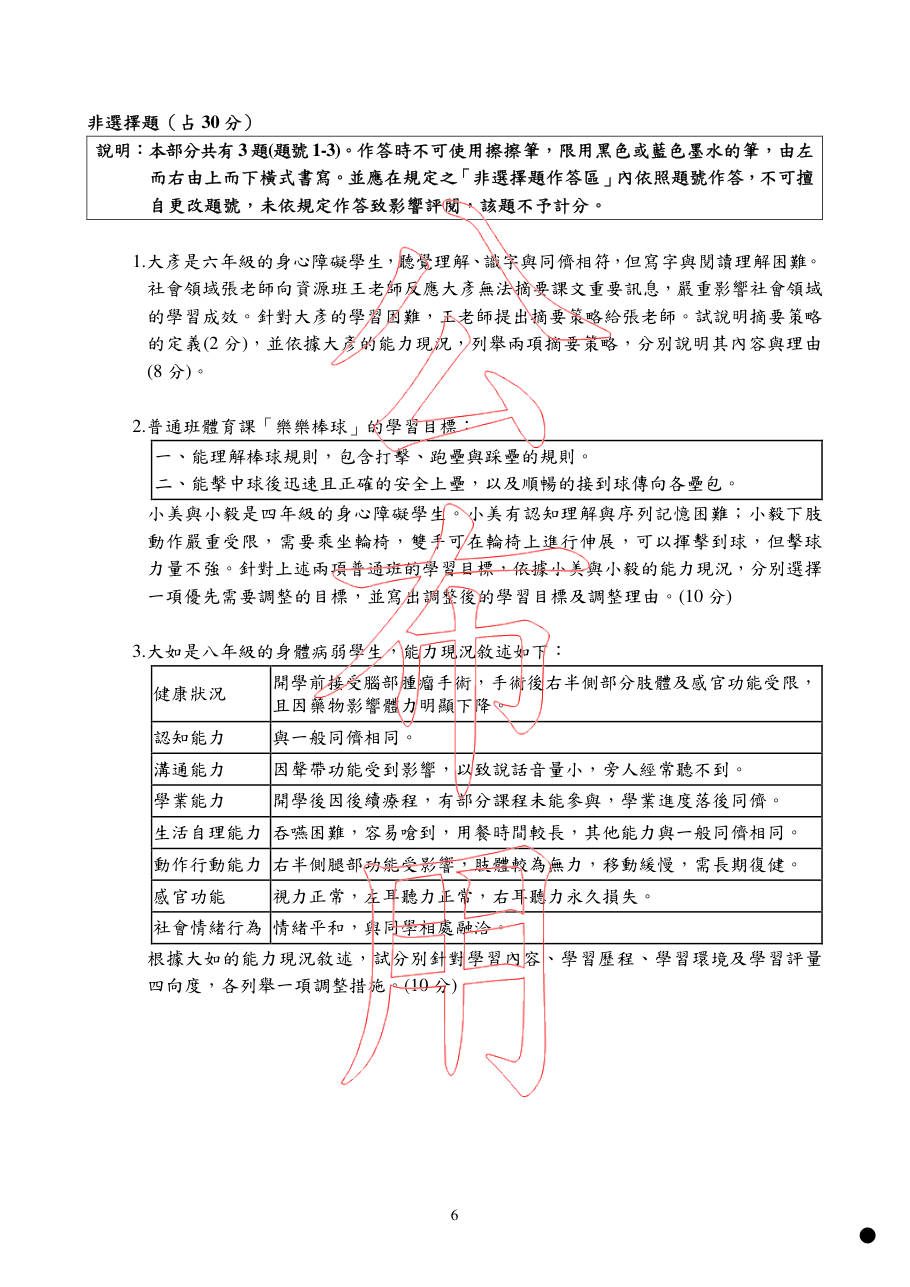 非選擇題（占 30 分）
說明：本部分共有 3 題(題號 1-3)。作答時不可使用擦擦筆，限用黑色或藍色墨水的筆，由左
而右由上而下橫式書寫。並應在規定之「非選擇題作答區」內依照題號作答，不可擅
自更改題號，未依規定作答致影響評閱，該題不予計分。
1.大彥是六年級的身心障礙學生，聽覺理解、識字與同儕相符，但寫字與閱讀理解困難。
社會領域張老師向資源班王老師反應大彥無法摘要課文重要訊息，嚴重影響社會領域
的學習成效。針對大彥的學習困難，王老師提出摘要策略給張老師。試說明摘要策略
的定義(2 分)，並依據大彥的能力現況，列舉兩項摘要策略，分別說明其內容與理由
(8 分)。
2.普通班體育課「樂樂棒球」的學習目標：
一、能理解棒球規則，包含打擊、跑壘與踩壘的規則。
二、能擊中球後迅速且正確的安全上壘，以及順暢的接到球傳向各壘包。
小美與小毅是四年級的身心障礙學生。小美有認知理解與序列記憶困難；小毅下肢
動作嚴重受限，需要乘坐輪椅，雙手可在輪椅上進行伸展，可以揮擊到球，但擊球
力量不強。針對上述兩項普通班的學習目標，依據小美與小毅的能力現況，分別選擇
一項優先需要調整的目標，並寫出調整後的學習目標及調整理由。(10 分)
3.大如是八年級的身體病弱學生，能力現況敘述如下：
健康狀況 開學前接受腦部腫瘤手術，手術後右半側部分肢體及感官功能受限，
且因藥物影響體力明顯下降。
認知能力 與一般同儕相同。
溝通能力 因聲帶功能受到影響，以致說話音量小，旁人經常聽不到。
學業能力 開學後因後續療程，有部分課程未能參與，學業進度落後同儕。
生活自理能力 吞嚥困難，容易嗆到，用餐時間較長，其他能力與一般同儕相同。
動作行動能力 右半側腿部功能受影響，肢體較為無力，移動緩慢，需長期復健。
感官功能 視力正常，左耳聽力正常，右耳聽力永久損失。
社會情緒行為 情緒平和，與同學相處融洽。
根據大如的能力現況敘述，試分別針對學習內容、學習歷程、學習環境及學習評量
四向度，各列舉一項調整措施。(10 分)
公布用
6